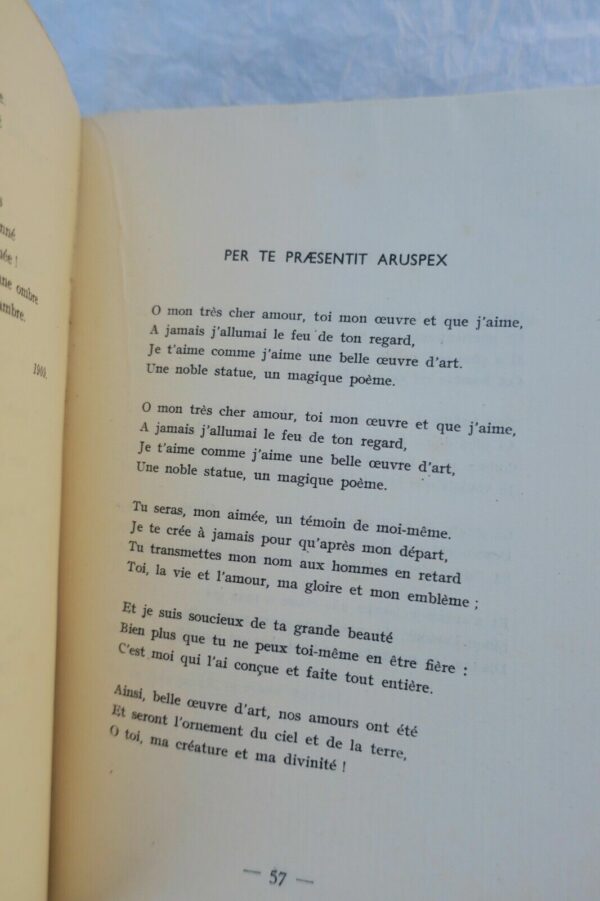 nné
ée !
ne ombre
ambre.
1909.
PER TE PRÆSENTIT ARUSPEX
O mon très cher amour, toi mon œuvre et que j'aime,
A jamais j'allumai le feu de ton regard,
Je t'aime comme j'aime une belle œuvre d'art.
Une noble statue, un magique poème.
O mon très cher amour, toi mon œuvre et que j'aime,
A jamais j'allumai le feu de ton regard,
Je t'aime comme j'aime une belle œuvre d'art,
Une noble statue, un magique poème.
Tu seras, mon aimée, un témoin de moi-même.
Je te crée à jamais pour qu'après mon départ,
Tu transmettes mon nom aux hommes en retard
Toi, la vie et l'amour, ma gloire et mon emblème ;
Et je suis soucieux de ta grande beauté
Bien plus que tu ne peux toi-même en être fière :
C'est moi qui l'ai conçue et faite tout entière.
Ainsi, belle œuvre d'art, nos amours ont été
Et seront l'ornement du ciel et de la terre,
O toi, ma créature et ma divinité !
— 57 —